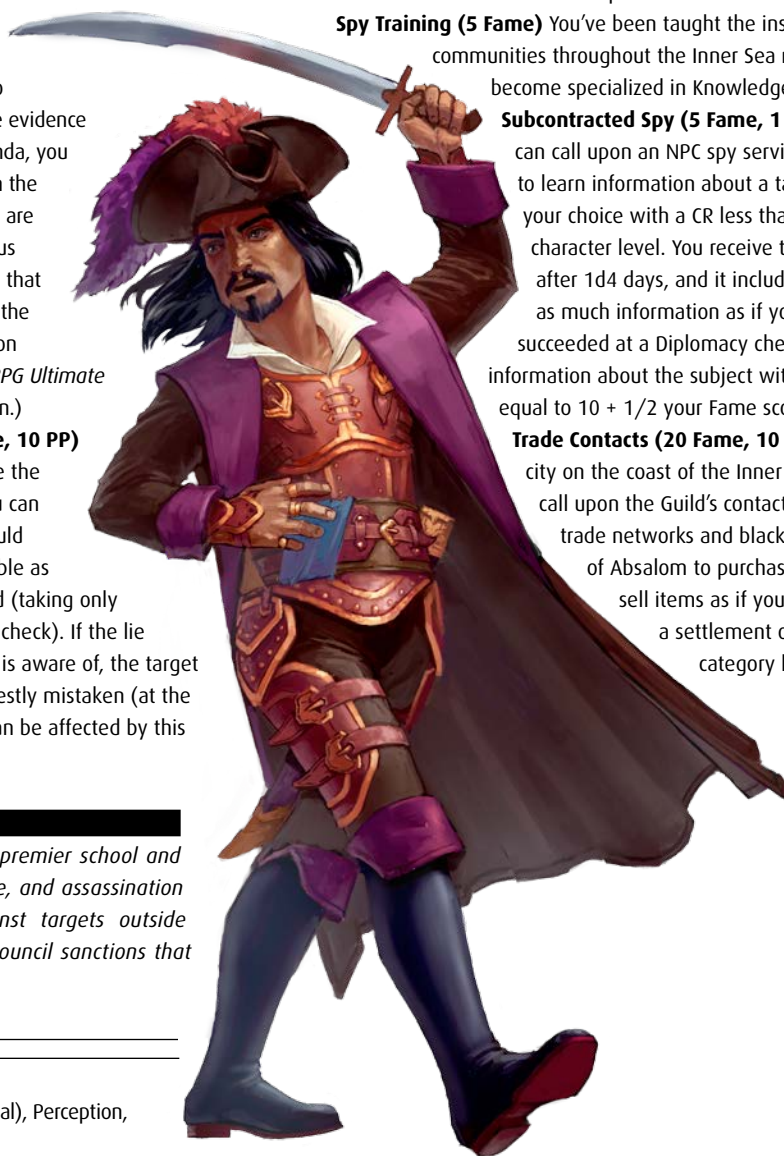 o
e evidence
nda, you
the
are
us
that
the
on
PG Ultimate
n.)
e, 10 PP)
e the
u can
uld
ble as
d (taking only
check). If the lie
is aware of, the target
estly mistaken (at the
an be affected by this
premier school and
e, and assassination
nst targets outside
ouncil sanctions that
al), Perception,
Spy Training (5 Fame) You’ve been taught the ins
communities throughout the Inner Sea
become specialized in Knowledge
Subcontracted Spy (5 Fame, 1
can call upon an NPC spy servi
to learn information about a ta
your choice with a CR less tha
character level. You receive t
after 1d4 days, and it includ
as much information as if yo
succeeded at a Diplomacy che
information about the subject wit
equal to 10 + 1/2 your Fame sco
Trade Contacts (20 Fame, 10
city on the coast of the Inner
call upon the Guild’s contact
trade networks and black
of Absalom to purchas
sell items as if you
a settlement o
category l